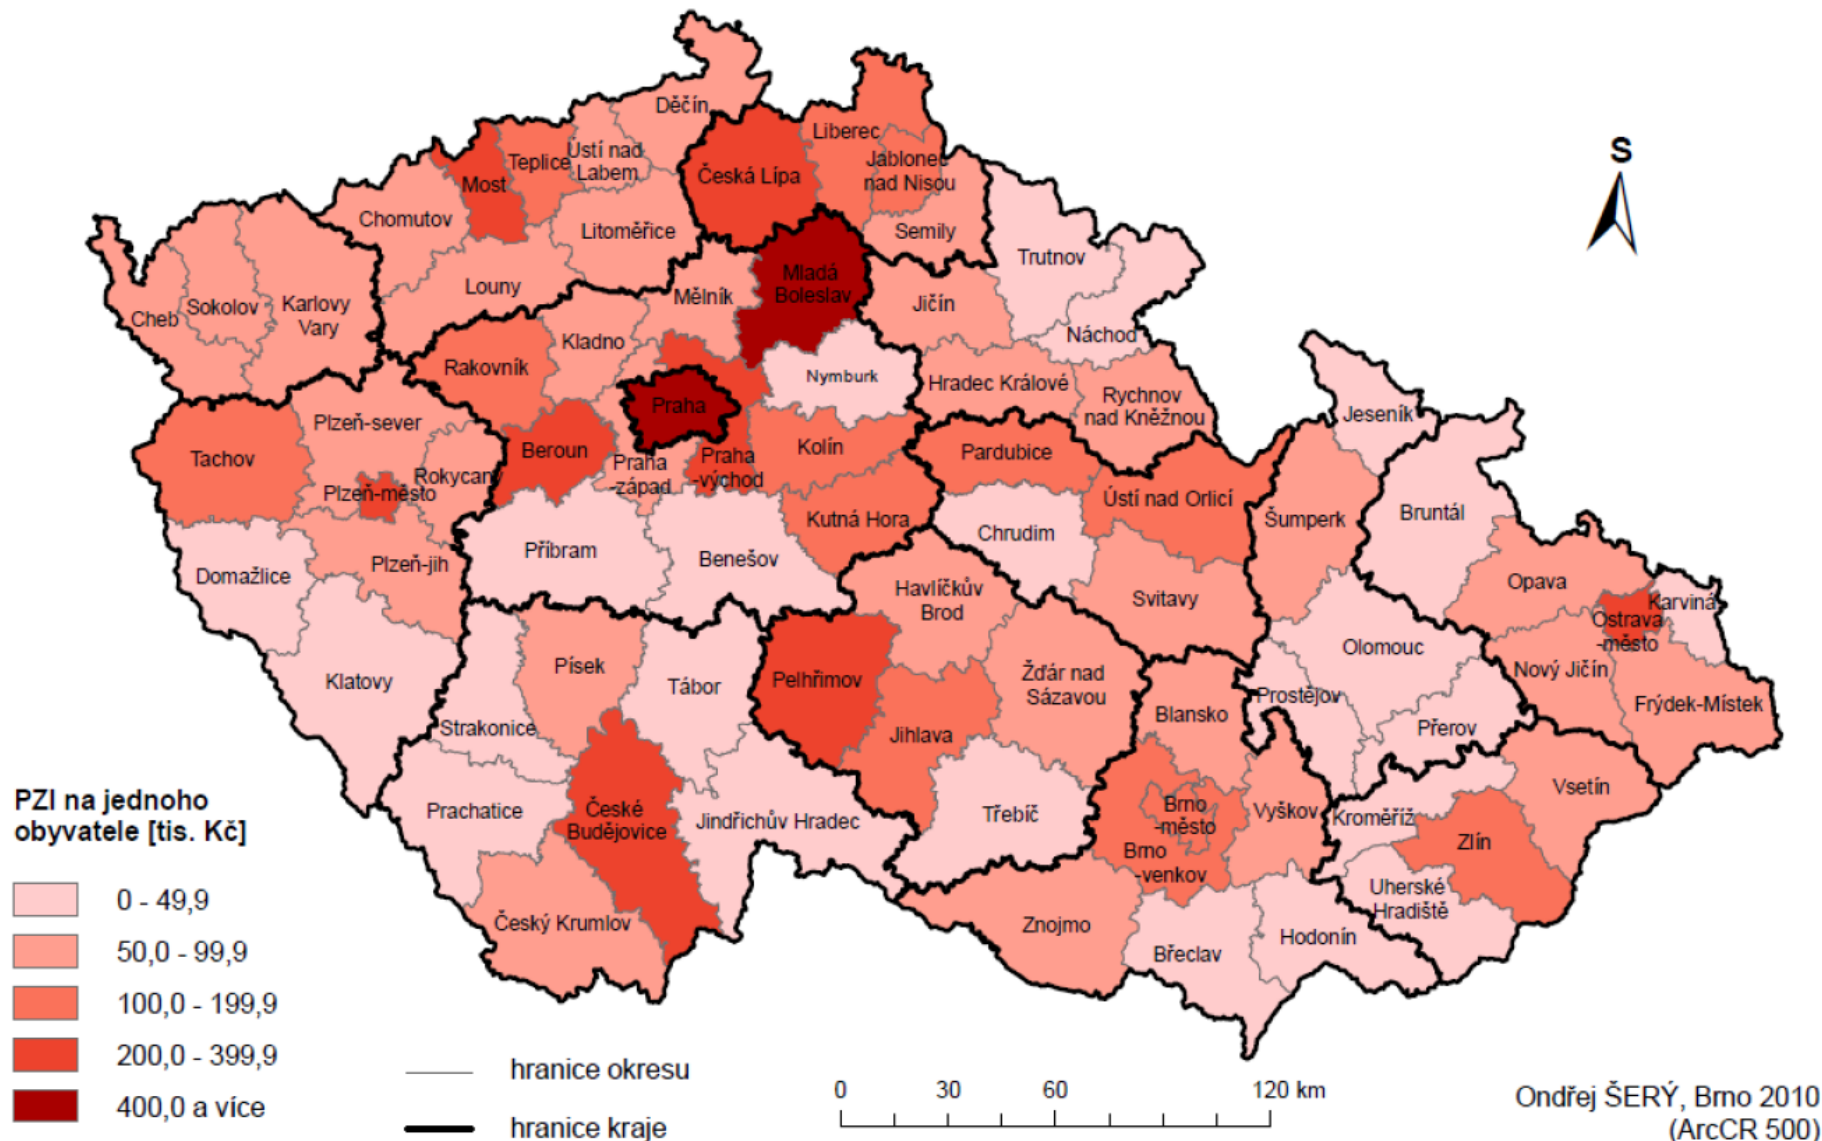 Děčín
Liberec
Jablonec
nad Nisou
Teplice
Ústí nad
Labem
Česká Lípa
Most
S
Chomutov
Litoměřice
Semily
Trutnov
Louny
Mladá
Boleslav
Mělník
Jičín
Cheb
Sokolov
Karlovy
Vary
Náchod
Kladno
Rakovník
Nymburk
Hradec Králové
Rychnov
nad Kněžnou
Praha
Jeseník
Plzeň-sever
Tachov
Beroun
Kolín
Pardubice
Praha
-západ
Praha
-východ
Rokycany
Plzeň-město
Ústí nad Orlicí
Kutná Hora
Chrudim
Šumperk
Bruntál
Příbram
Benešov
Domažlice
Plzeň-jih
Havlíčkův
Brod
Svitavy
Opava
Karviná
Ostrava
-město
Olomouc
Písek
Klatovy
Tábor
Pelhřimov
Žďár nad
Sázavou
Nový Jičín
Prostějov
Frýdek-Místek
Strakonice
Jihlava
Blansko
Přerov
Vsetín
Prachatice
České
Budějovice
Jindřichův Hradec
Třebíč
Brno
-město
Vyškov
Kroměříž
Zlín
Brno
-venkov
Uherské
Hradiště
Český Krumlov
Znojmo
Břeclav
Hodonín
PZI na jednoho
obyvatele [tis. Kč]
0 - 49,9
50,0 - 99,9
100,0 - 199,9
200,0 - 399,9
400,0 a více
hranice okresu
hranice kraje
0 30 60 120 km
Ondřej ŠERÝ, Brno 2010
(ArcCR 500)